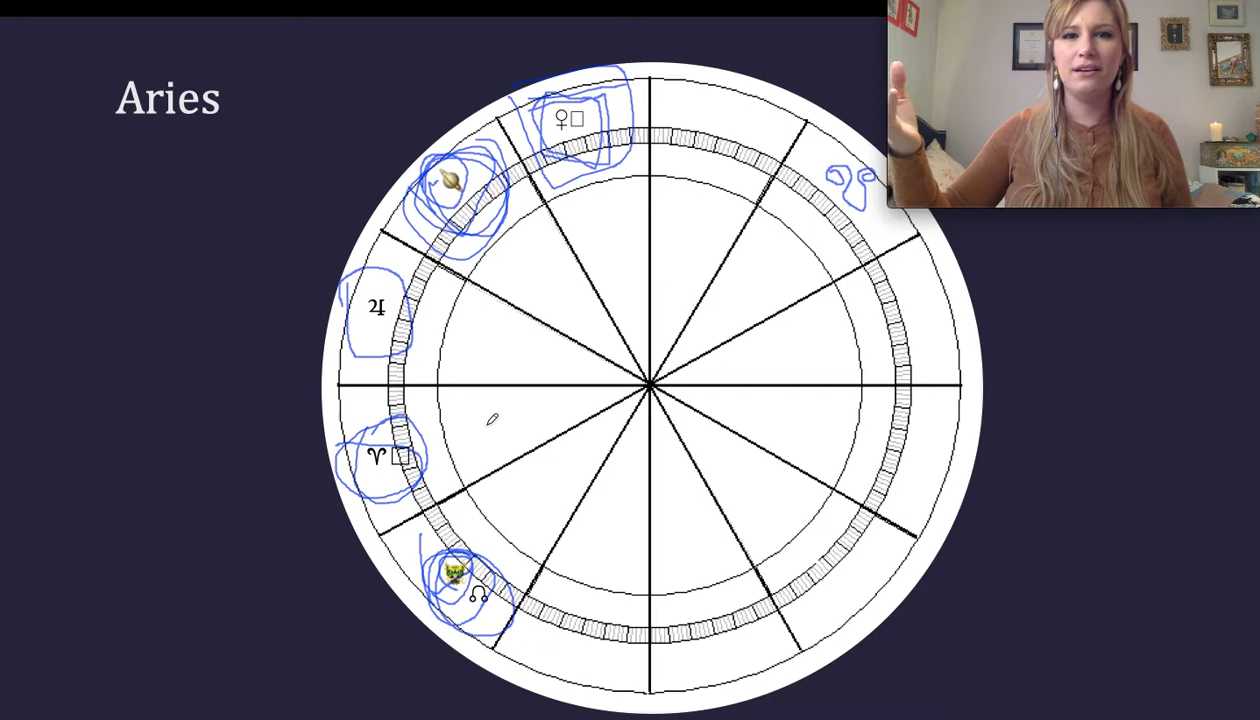 Aries
♀□
♃
♈□
☊